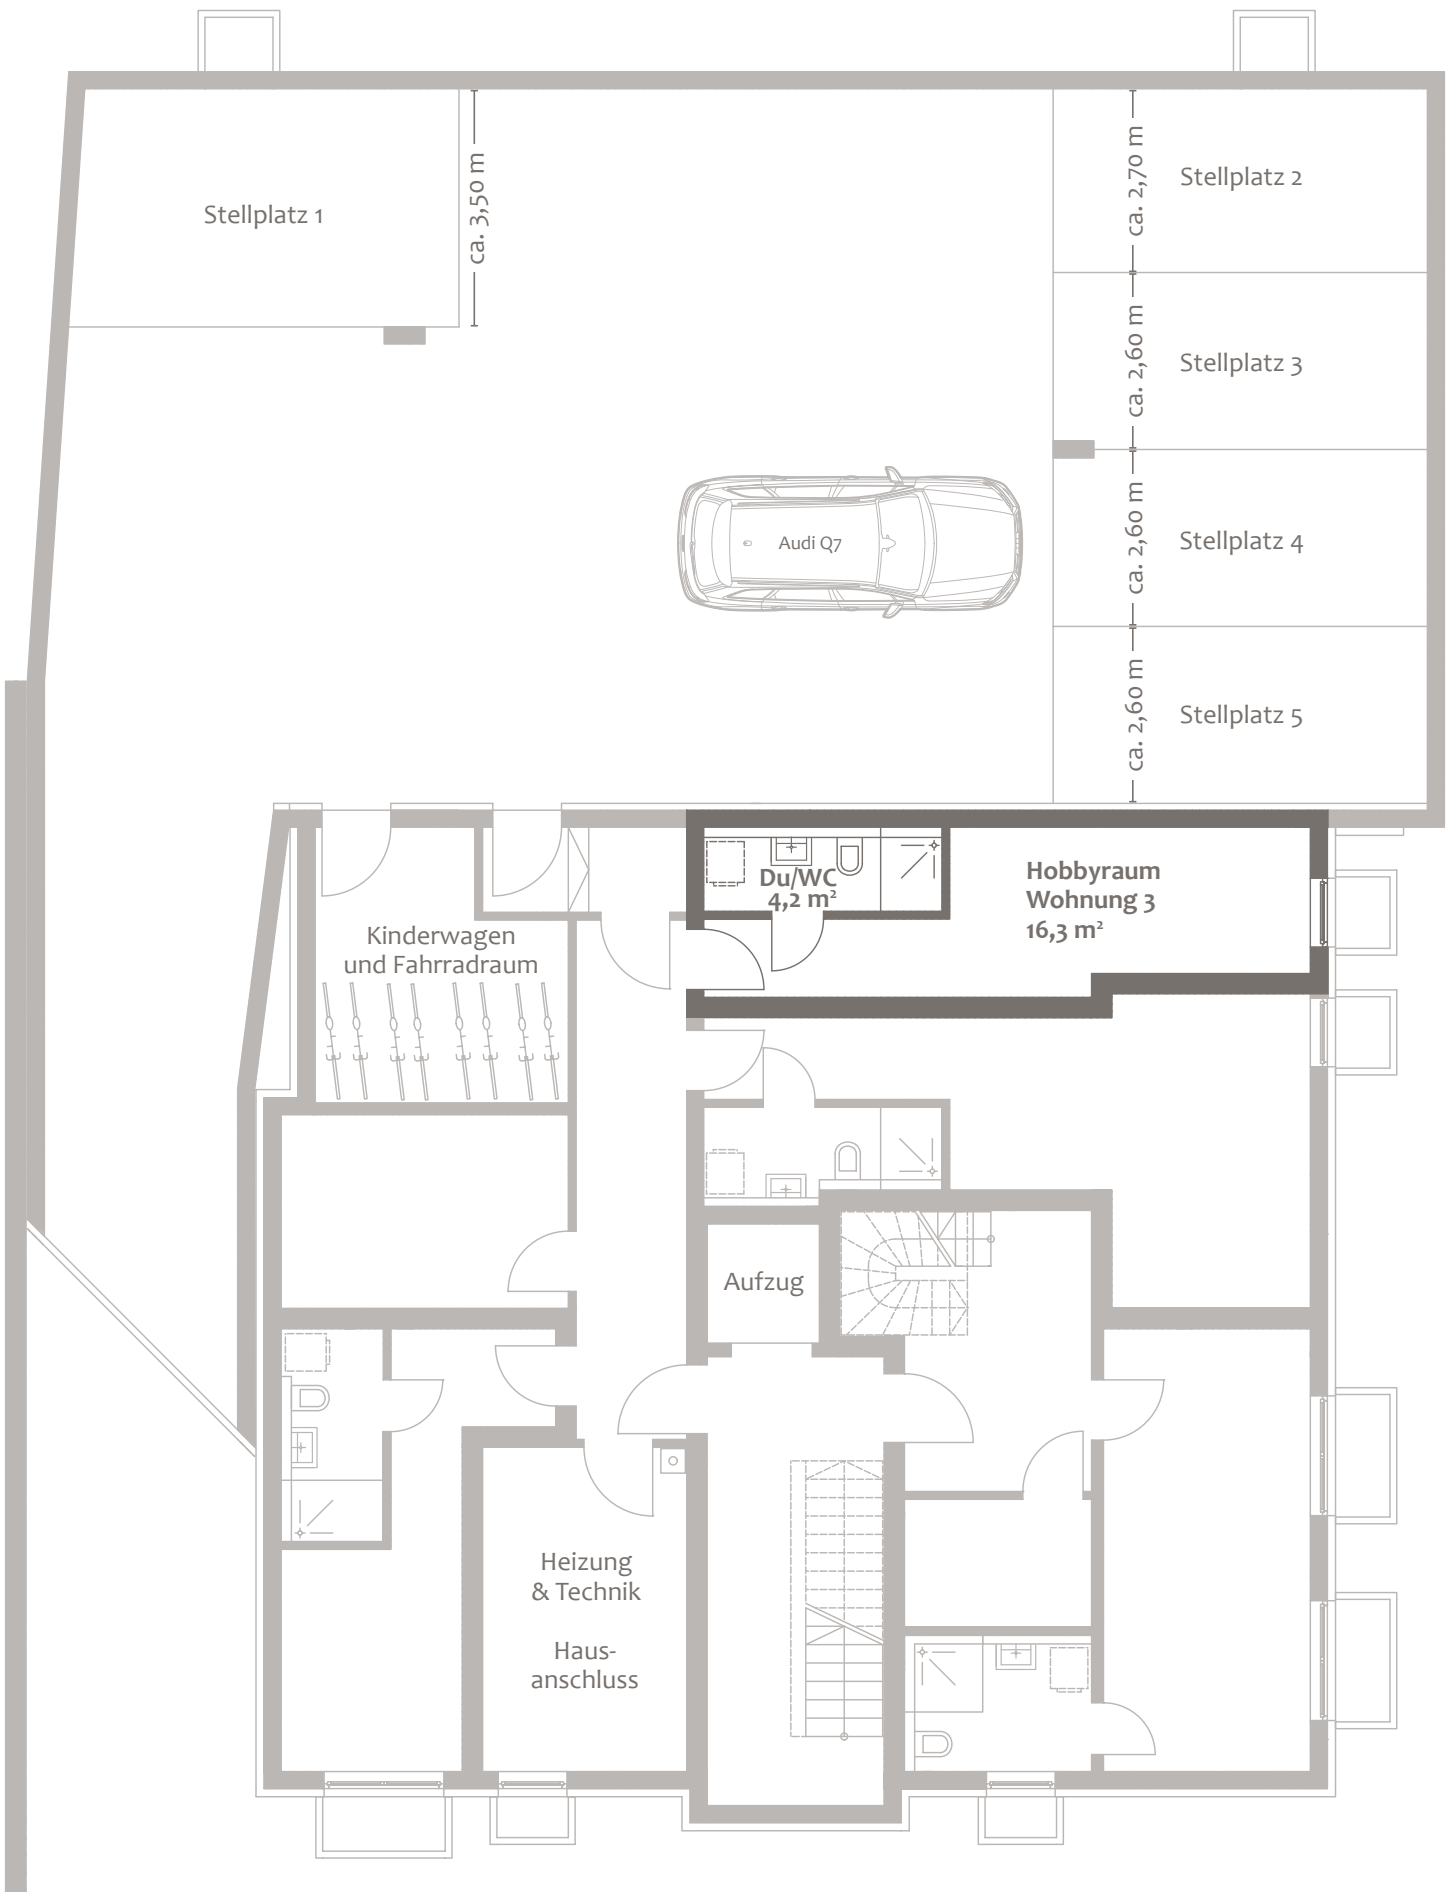 Stellplatz 1
ca. 3,50 m
ca. 2,70 m
Stellplatz 2
ca. 2,60 m
Stellplatz 3
Audi Q7
ca. 2,60 m
Stellplatz 4
ca. 2,60 m
Stellplatz 5
Du/WC
4,2 m²
Hobbyraum
Wohnung 3
16,3 m²
Kinderwagen
und Fahrradraum
Aufzug
Heizung
& Technik
Haus-
anschluss